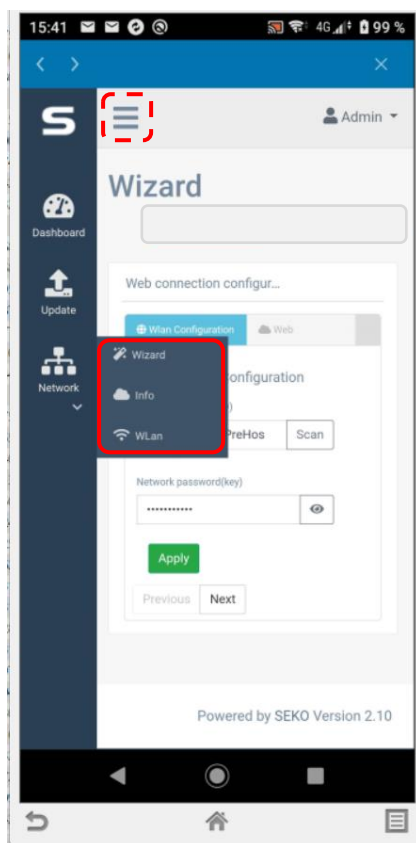 15:41 4G 99 %
S Admin
Wizard
Dashboard
Web connection configur...
Update
Wlan Configuration Web
Wizard
onfiguration
Network
Info
)
WLan PreHos Scan
Network password(key)
•••••••••••
Apply
Previous Next
Powered by SEKO Version 2.10